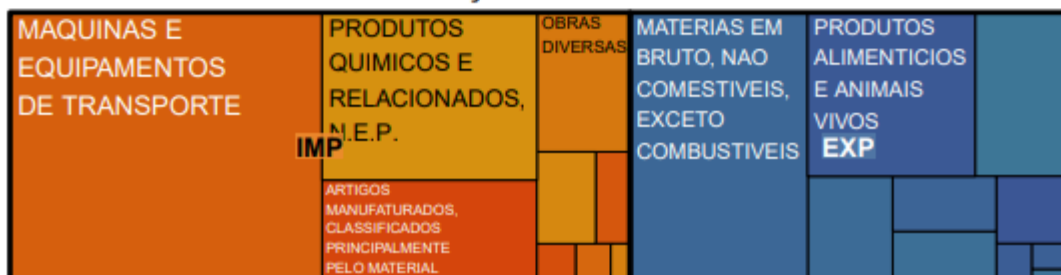 MAQUINAS E
EQUIPAMENTOS
DE TRANSPORTE
PRODUTOS
QUIMICOS E
RELACIONADOS,
N.E.P.
IMP
ARTIGOS
MANUFATURADOS,
CLASSIFICADOS
PRINCIPALMENTE
PELO MATERIAL
OBRAS
DIVERSAS
MATERIAS EM
BRUTO, NAO
COMESTIVEIS,
EXCETO
COMBUSTIVEIS
PRODUTOS
ALIMENTICIOS
E ANIMAIS
VIVOS
EXP